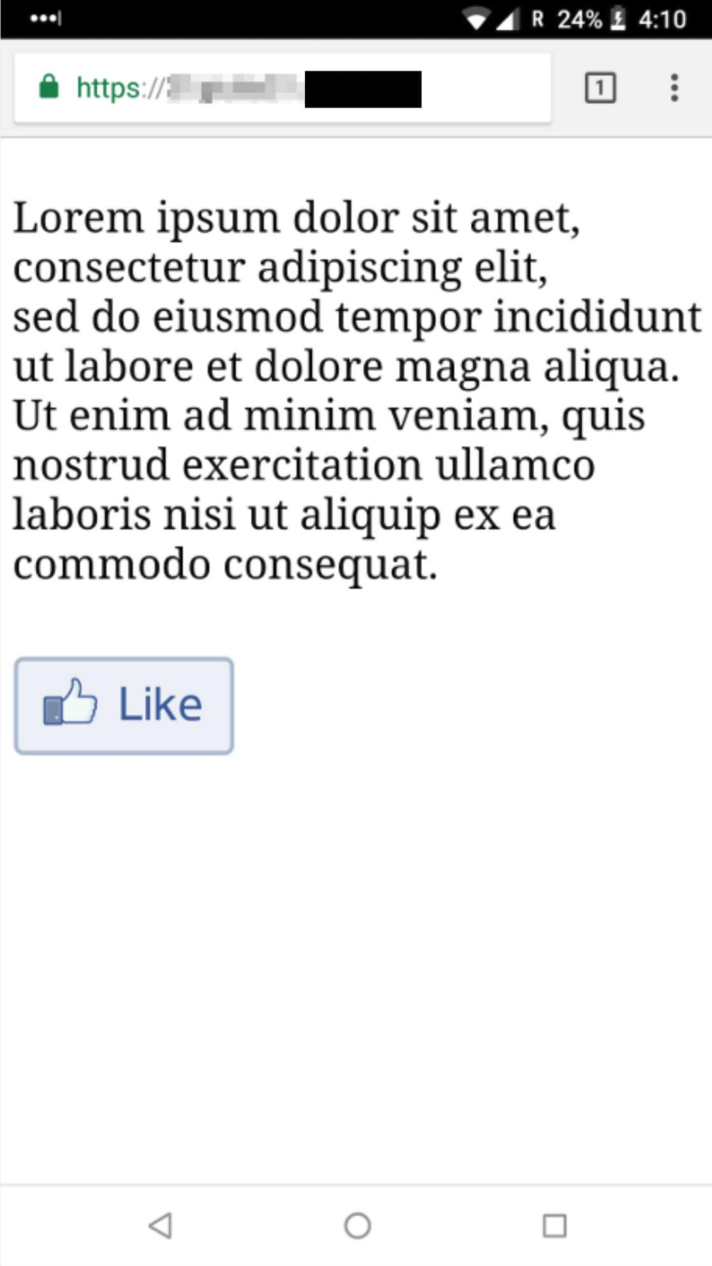 R 24% 4:10
https://
1
Lorem ipsum dolor sit amet,
consectetur adipiscing elit,
sed do eiusmod tempor incididunt
ut labore et dolore magna aliqua.
Ut enim ad minim veniam, quis
nostrud exercitation ullamco
laboris nisi ut aliquip ex ea
commodo consequat.
Like